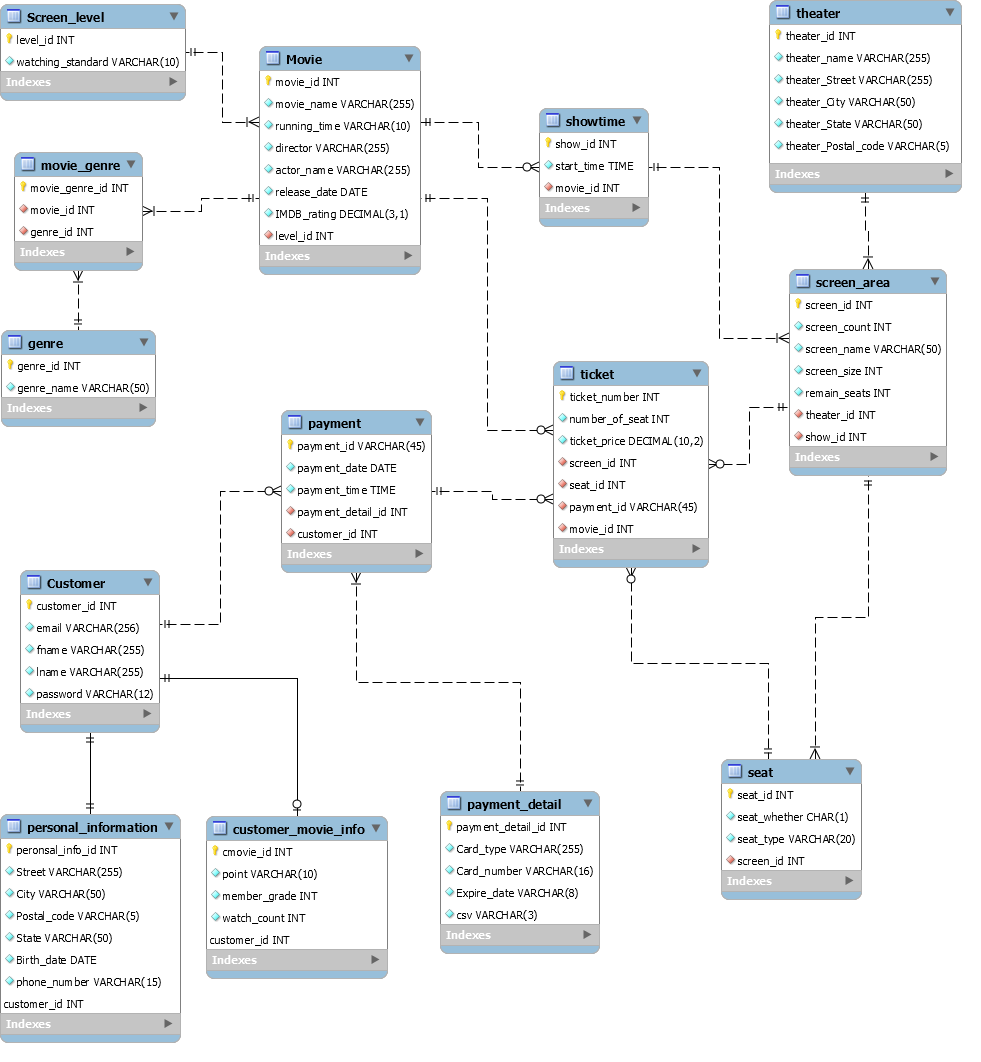 Screen_level
level_id INT
watching_standard VARCHAR(10)
Indexes
Movie
movie_id INT
movie_name VARCHAR(255)
running_time VARCHAR(10)
director VARCHAR(255)
actor_name VARCHAR(255)
release_date DATE
IMDB_rating DECIMAL(3,1)
level_id INT
Indexes
showtime
show_id INT
start_time TIME
movie_id INT
Indexes
theater
theater_id INT
theater_name VARCHAR(255)
theater_Street VARCHAR(255)
theater_City VARCHAR(50)
theater_State VARCHAR(50)
theater_Postal_code VARCHAR(5)
Indexes
movie_genre
movie_genre_id INT
movie_id INT
genre_id INT
Indexes
genre
genre_id INT
genre_name VARCHAR(50)
Indexes
screen_area
screen_id INT
screen_count INT
screen_name VARCHAR(50)
screen_size INT
remain_seats INT
theater_id INT
show_id INT
Indexes
ticket
ticket_number INT
number_of_seat INT
ticket_price DECIMAL(10,2)
screen_id INT
seat_id INT
payment_id VARCHAR(45)
movie_id INT
Indexes
payment
payment_id VARCHAR(45)
payment_date DATE
payment_time TIME
payment_detail_id INT
customer_id INT
Indexes
Customer
customer_id INT
email VARCHAR(256)
fname VARCHAR(255)
lname VARCHAR(255)
password VARCHAR(12)
Indexes
personal_information
peronsal_info_id INT
Street VARCHAR(255)
City VARCHAR(50)
Postal_code VARCHAR(5)
State VARCHAR(50)
Birth_date DATE
phone_number VARCHAR(15)
customer_id INT
Indexes
customer_movie_info
cmovie_id INT
point VARCHAR(10)
member_grade INT
watch_count INT
customer_id INT
Indexes
payment_detail
payment_detail_id INT
Card_type VARCHAR(255)
Card_number VARCHAR(16)
Expire_date VARCHAR(8)
csv VARCHAR(3)
Indexes
seat
seat_id INT
seat_whether CHAR(1)
seat_type VARCHAR(20)
screen_id INT
Indexes